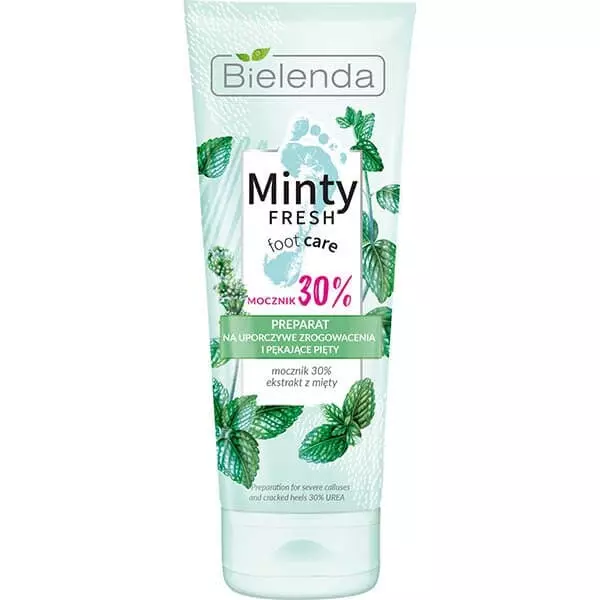 Bielenda
Minty
FRESH
foot care
MOCZNIK 30%
PREPARAT
NA UPORCZYWE ZROGOWACENIA
I PĘKAJĄCE PIĘTY
mocznik 30%
ekstrakt z mięty
Preparation for severe calluses
and cracked heels 30% UREA